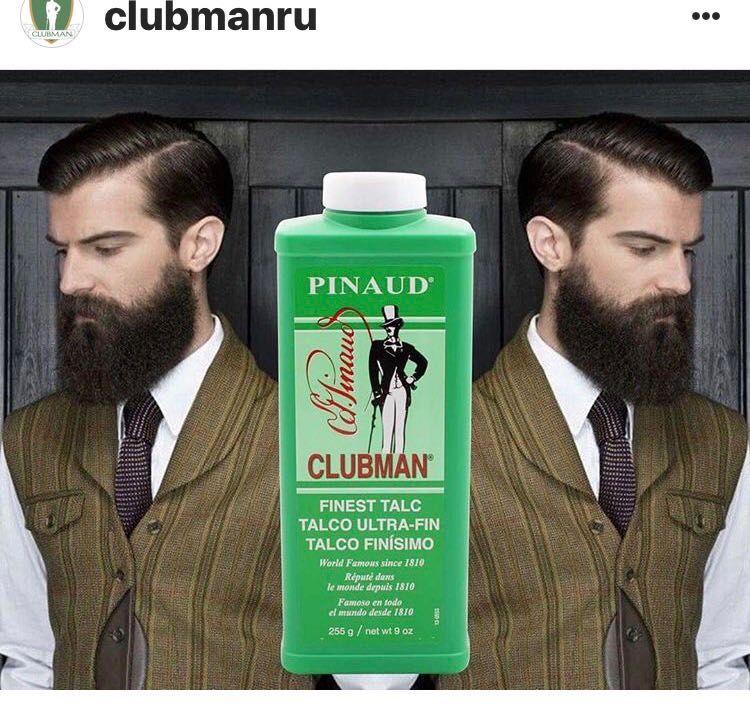 CLUBMAN
clubmanru
PINAUD®
Ed. Pinaud
CLUBMAN®
FINEST TALC
TALCO ULTRA-FIN
TALCO FINÍSIMO
World Famous since 1810
Réputé dans
le monde depuis 1810
Famoso en todo
el mundo desde 1810
255 g / net wt 9 oz